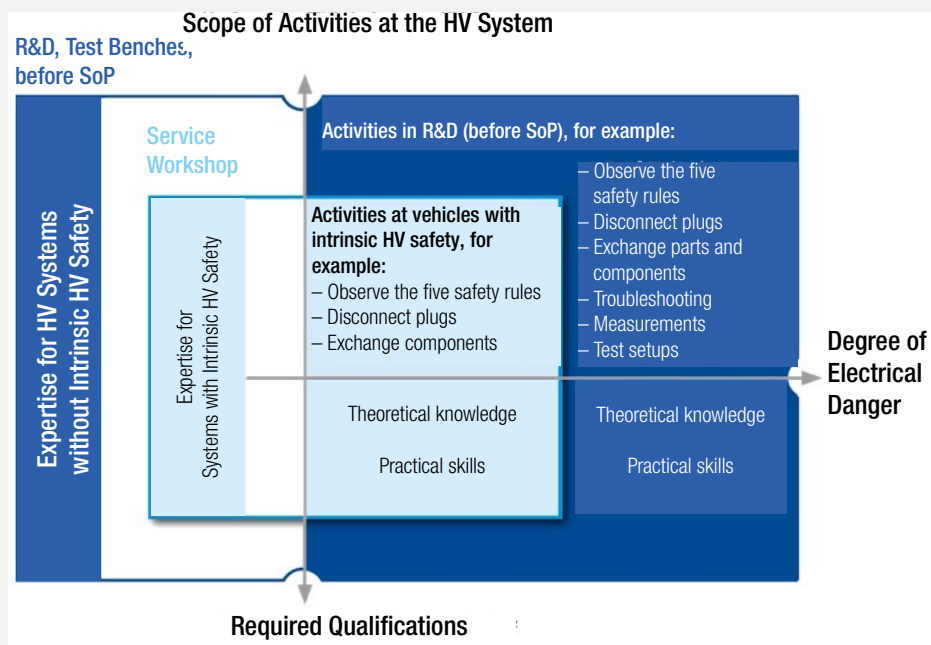 Scope of Activities at the HV System
R&D, Test Benches,
before SoP
Expertise for HV Systems
without Intrinsic HV Safety
Service
Workshop
Expertise for
Systems with Intrinsic HV Safety
Activities in R&D (before SoP), for example:
– Observe the five
safety rules
– Disconnect plugs
– Exchange parts and
components
– Troubleshooting
– Measurements
– Test setups
Activities at vehicles with
intrinsic HV safety, for
example:
– Observe the five safety rules
– Disconnect plugs
– Exchange components
Degree of
Electrical
Danger
Theoretical knowledge
Practical skills
Theoretical knowledge
Practical skills
Required Qualifications